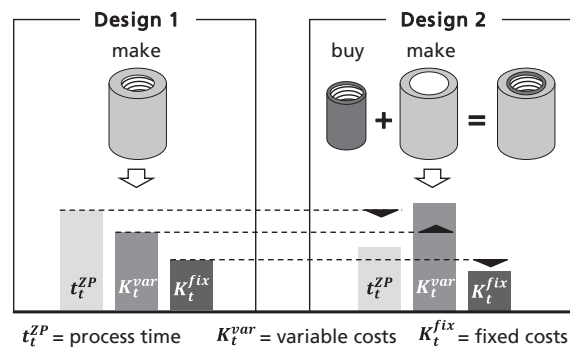 Design 1
Design 2
make
buy make
+ =
t_t^{ZP} K_t^{var} K_t^{fix}
t_t^{ZP} K_t^{var} K_t^{fix}
t_t^{ZP} = process time K_t^{var} = variable costs K_t^{fix} = fixed costs